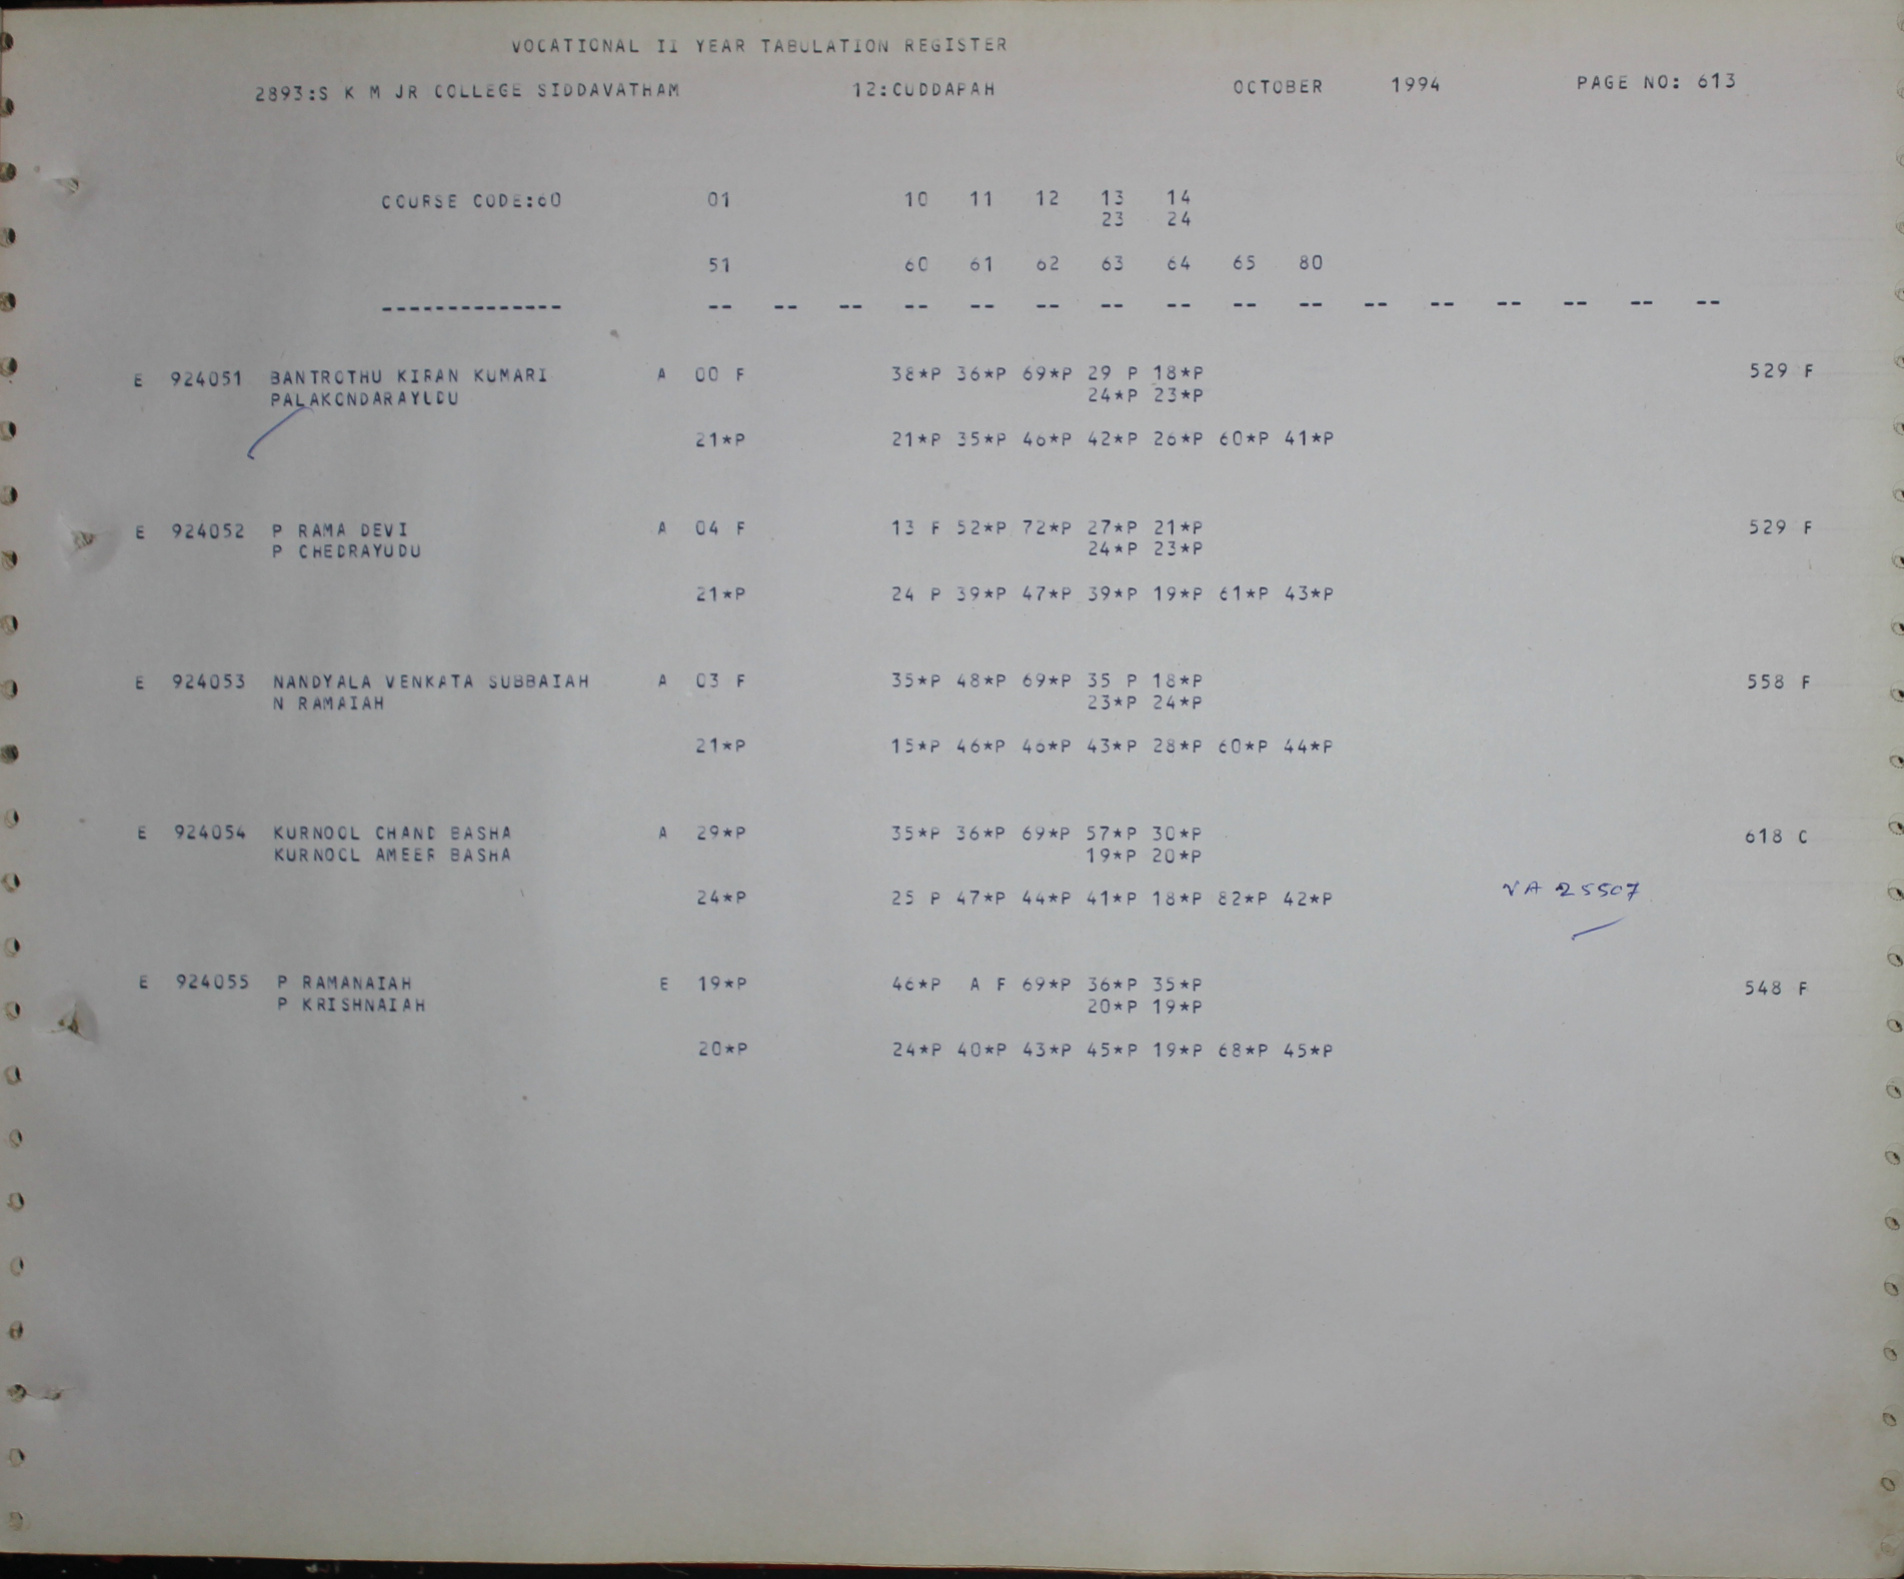 VOCATIONAL II YEAR TABULATION REGISTER
2893:S K M JR COLLEGE SIDDAVATHAM 12:CUDDAPAH OCTOBER 1994 PAGE NO: 613
COURSE CODE:60 01 10 11 12 13 14
23 24
51 60 61 62 63 64 65 80
-------------- -- -- -- -- -- -- -- -- -- -- -- -- -- -- -- --
E 924051 BANTROTHU KIRAN KUMARI A 00 F 38*P 36*P 69*P 29 P 18*P 529 F
PALAKONDARAYUDU 24*P 23*P
21*P 21*P 35*P 46*P 42*P 26*P 60*P 41*P
E 924052 P RAMA DEVI A 04 F 13 F 52*P 72*P 27*P 21*P 529 F
P CHEDRAYUDU 24*P 23*P
21*P 24 P 39*P 47*P 39*P 19*P 61*P 43*P
E 924053 NANDYALA VENKATA SUBBAIAH A 03 F 35*P 48*P 69*P 35 P 18*P 558 F
N RAMAIAH 23*P 24*P
21*P 15*P 46*P 46*P 43*P 28*P 60*P 44*P
E 924054 KURNOOL CHAND BASHA A 29*P 35*P 36*P 69*P 57*P 30*P 618 C
KURNOOL AMEER BASHA 19*P 20*P
24*P 25 P 47*P 44*P 41*P 18*P 82*P 42*P VA 25507
E 924055 P RAMANAIAH E 19*P 46*P A F 69*P 36*P 35*P 548 F
P KRISHNAIAH 20*P 19*P
20*P 24*P 40*P 43*P 45*P 19*P 68*P 45*P